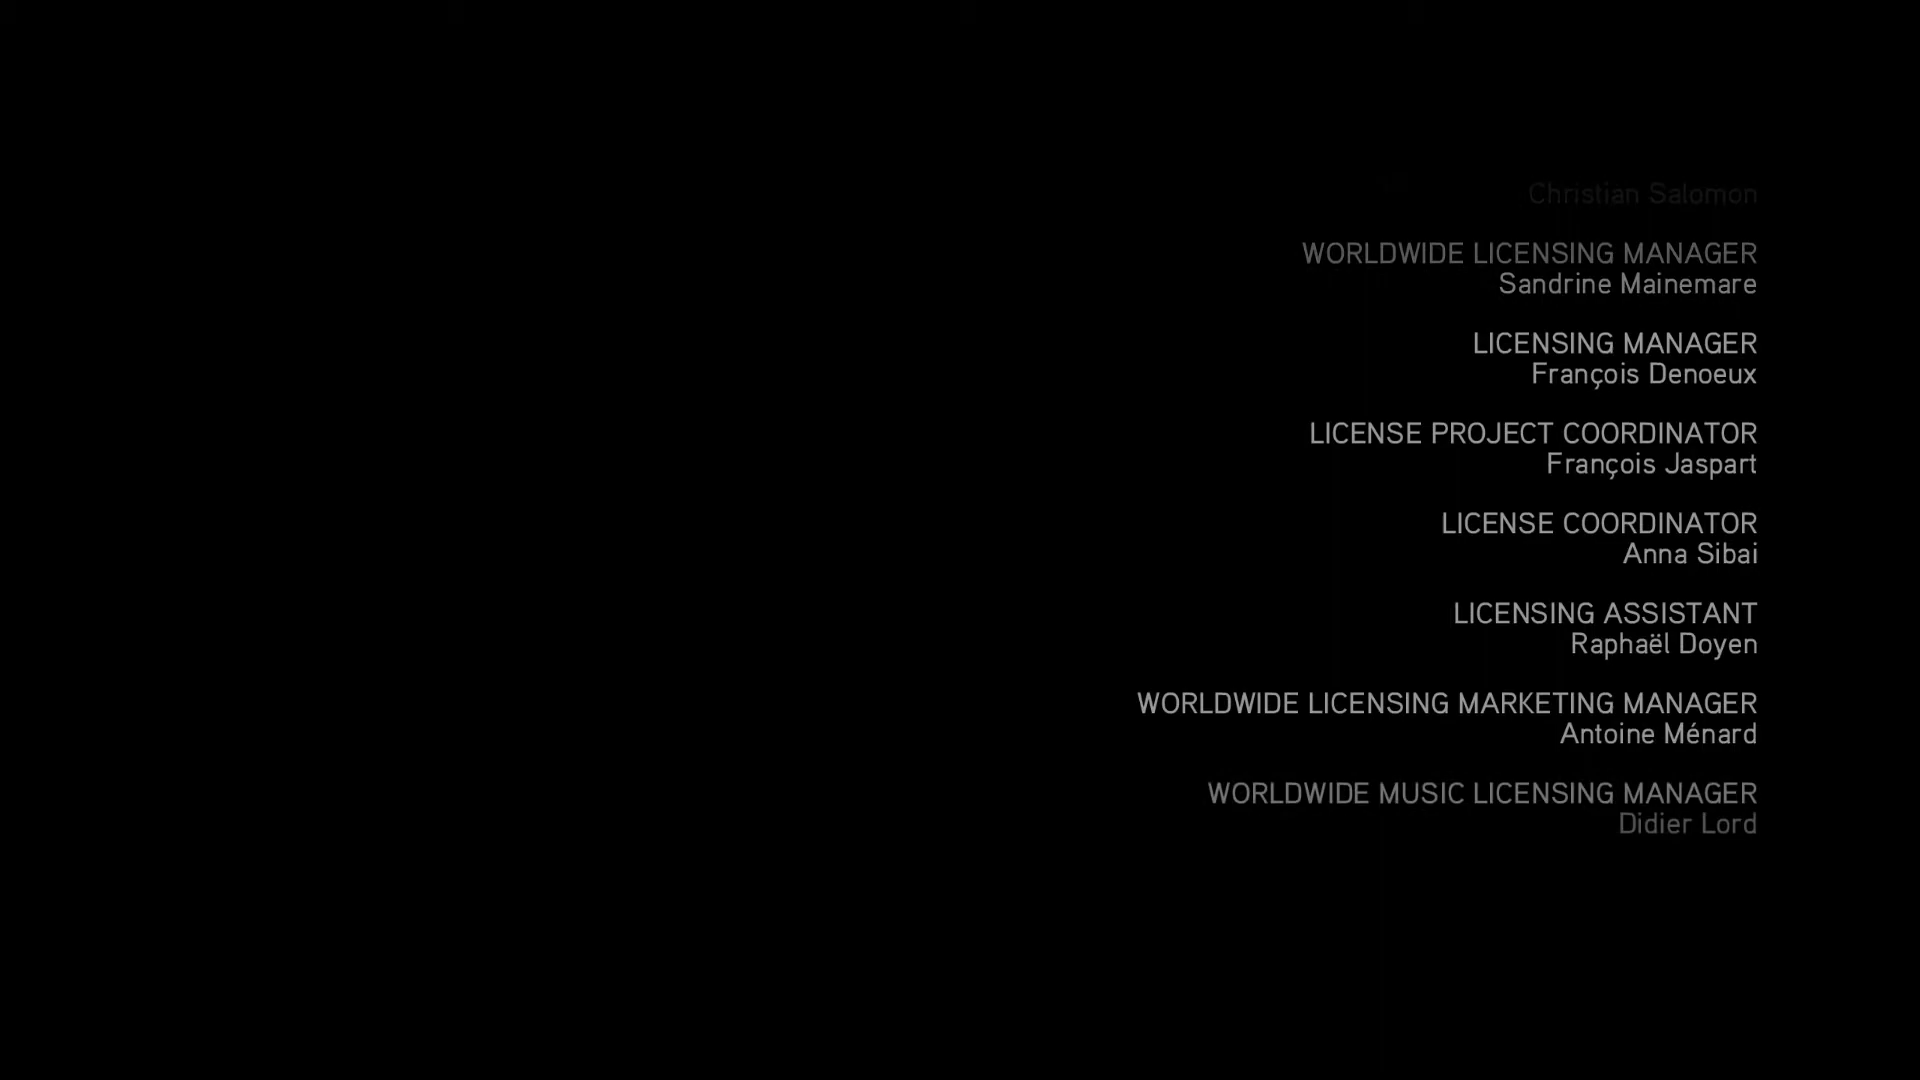 Christian Salomon
WORLDWIDE LICENSING MANAGER
Sandrine Mainemare
LICENSING MANAGER
François Denoeux
LICENSE PROJECT COORDINATOR
François Jaspart
LICENSE COORDINATOR
Anna Sibai
LICENSING ASSISTANT
Raphaël Doyen
WORLDWIDE LICENSING MARKETING MANAGER
Antoine Ménard
WORLDWIDE MUSIC LICENSING MANAGER
Didier Lord